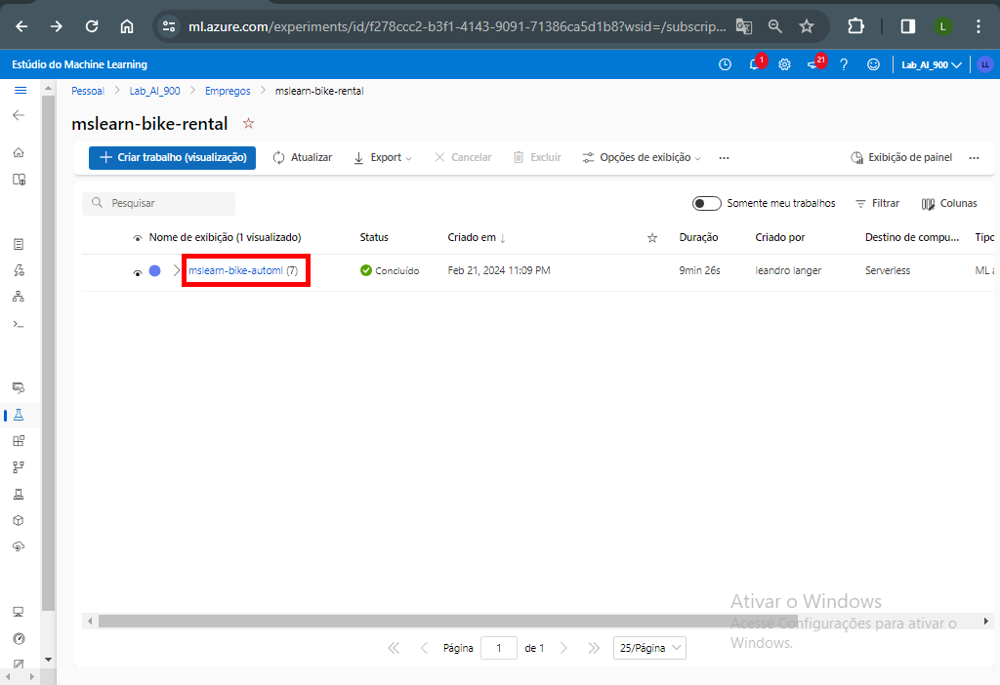 ml.azure.com/experiments/id/f278ccc2-b3f1-4143-9091-71386ca5d1b8?wsid=/subscrip...
L
Estúdio do Machine Learning
1
21
?
Lab_AI_900
LL
Pessoal > Lab_AI_900 > Empregos > mslearn-bike-rental
mslearn-bike-rental
+ Criar trabalho (visualização)
Atualizar
Export
Cancelar
Excluir
Opções de exibição
...
Exibição de painel
...
Pesquisar
Somente meu trabalhos
Filtrar
Colunas
Nome de exibição (1 visualizado)
Status
Criado em ↓
Duração
Criado por
Destino de compu...
Tipo
mslearn-bike-automl (7)
Concluído
Feb 21, 2024 11:09 PM
9min 26s
leandro langer
Serverless
ML a
Ativar o Windows
Acesse Configurações para ativar o
Windows.
Página 1 de 1
25/Página